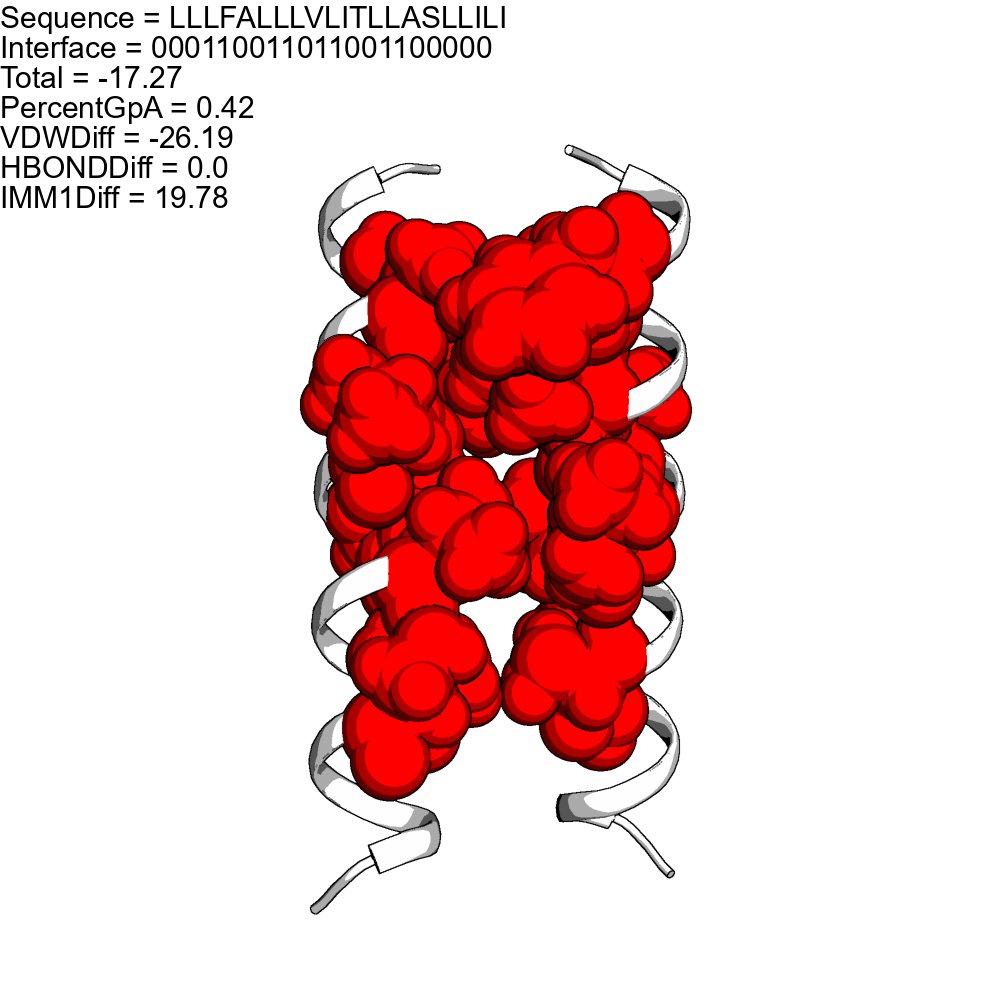 Sequence = LLLFALLLVLITLLASLLILI
Interface = 000110011011001100000
Total = -17.27
PercentGpA = 0.42
VDWDiff = -26.19
HBONDDiff = 0.0
IMM1Diff = 19.78